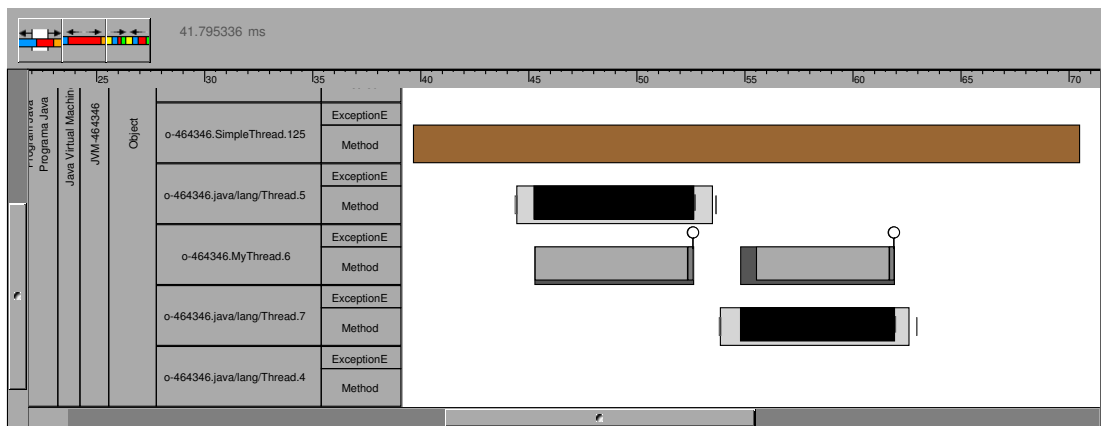 41.795336 ms
25 30 35 40 45 50 55 60 65 70
Programa Java
Java Virtual Machin
JVM-464346
Object
o-464346.SimpleThread.125
ExceptionE
Method
o-464346.java/lang/Thread.5
ExceptionE
Method
o-464346.MyThread.6
ExceptionE
Method
o-464346.java/lang/Thread.7
ExceptionE
Method
o-464346.java/lang/Thread.4
ExceptionE
Method